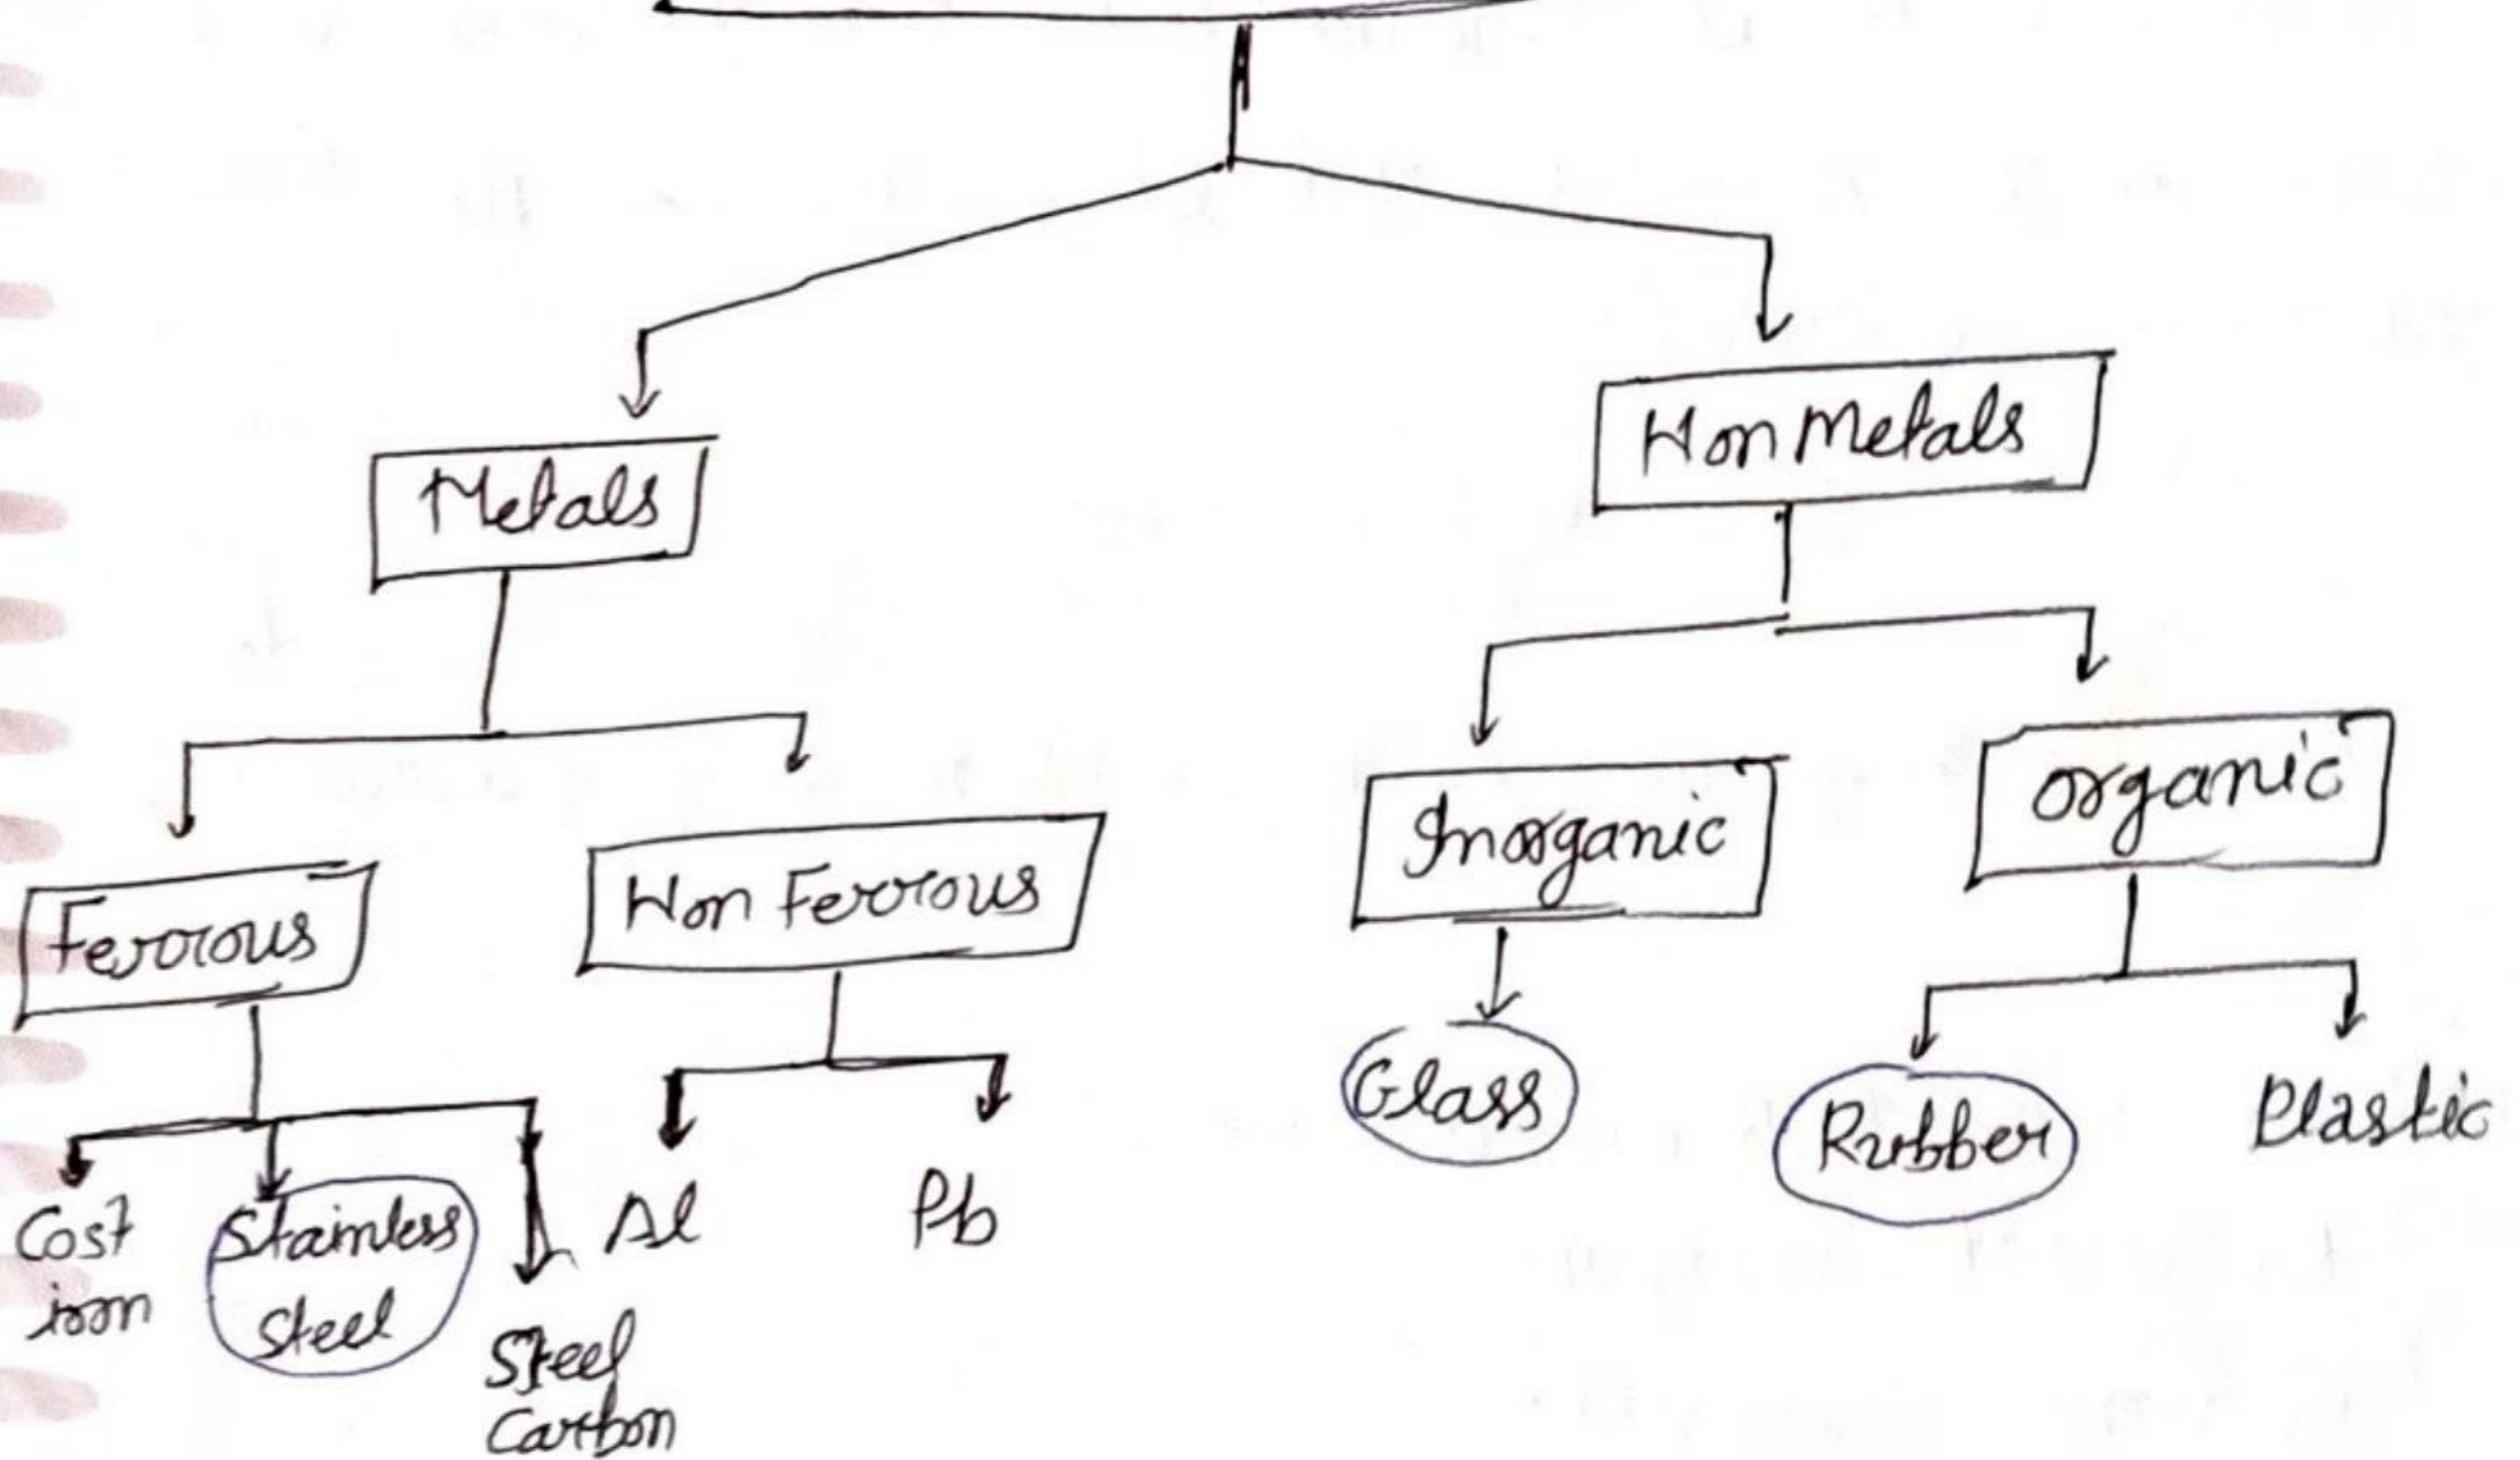 Non Metals
Metals
Inorganic
organic
Ferrous
Non Ferrous
Glass
Rubber
Plastic
Cost
iron
Stainless
steel
Al
Pb
Steel
Carbon